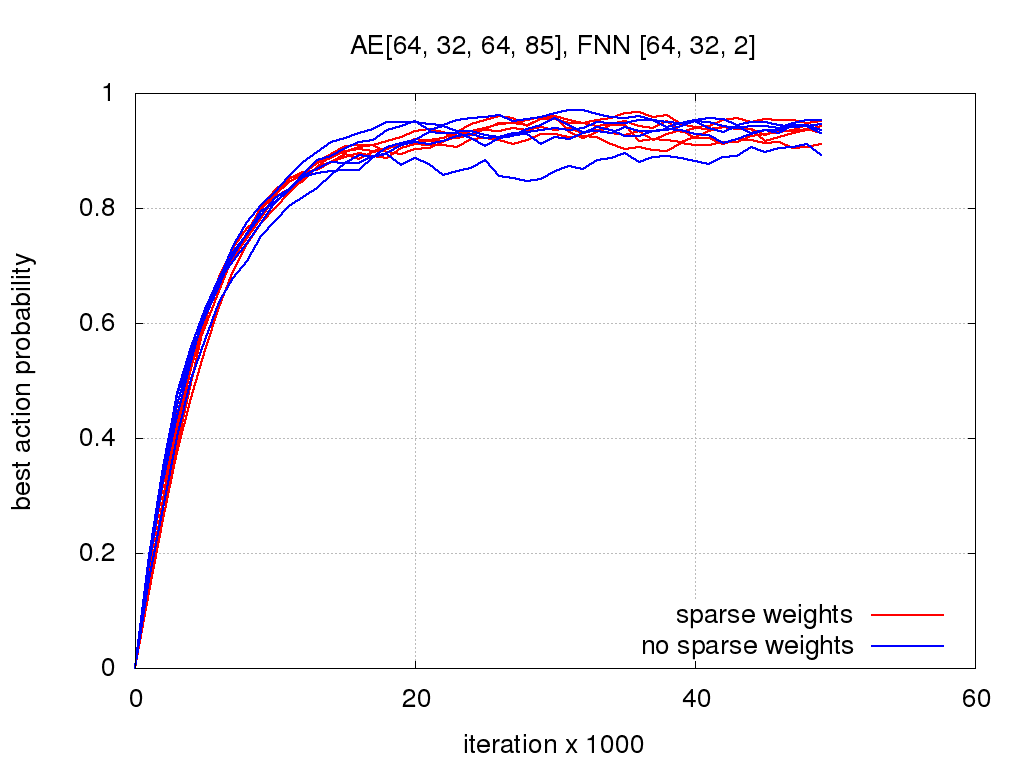 AE[64, 32, 64, 85], FNN [64, 32, 2]
1
0.8
0.6
0.4
0.2
0
best action probability
sparse weights
no sparse weights
0 20 40 60
iteration x 1000